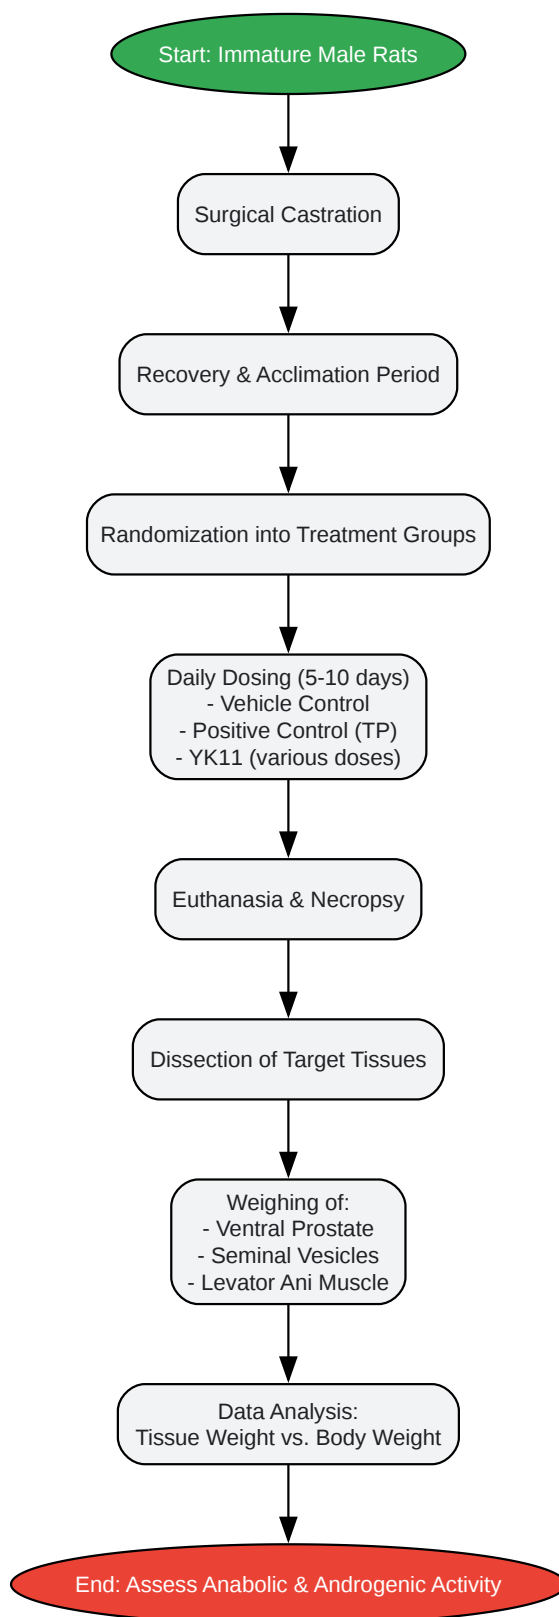 Start: Immature Male Rats
Surgical Castration
Recovery & Acclimation Period
Randomization into Treatment Groups
Daily Dosing (5-10 days)
- Vehicle Control
- Positive Control (TP)
- YK11 (various doses)
Euthanasia & Necropsy
Dissection of Target Tissues
Weighing of:
- Ventral Prostate
- Seminal Vesicles
- Levator Ani Muscle
Data Analysis:
Tissue Weight vs. Body Weight
End: Assess Anabolic & Androgenic Activity